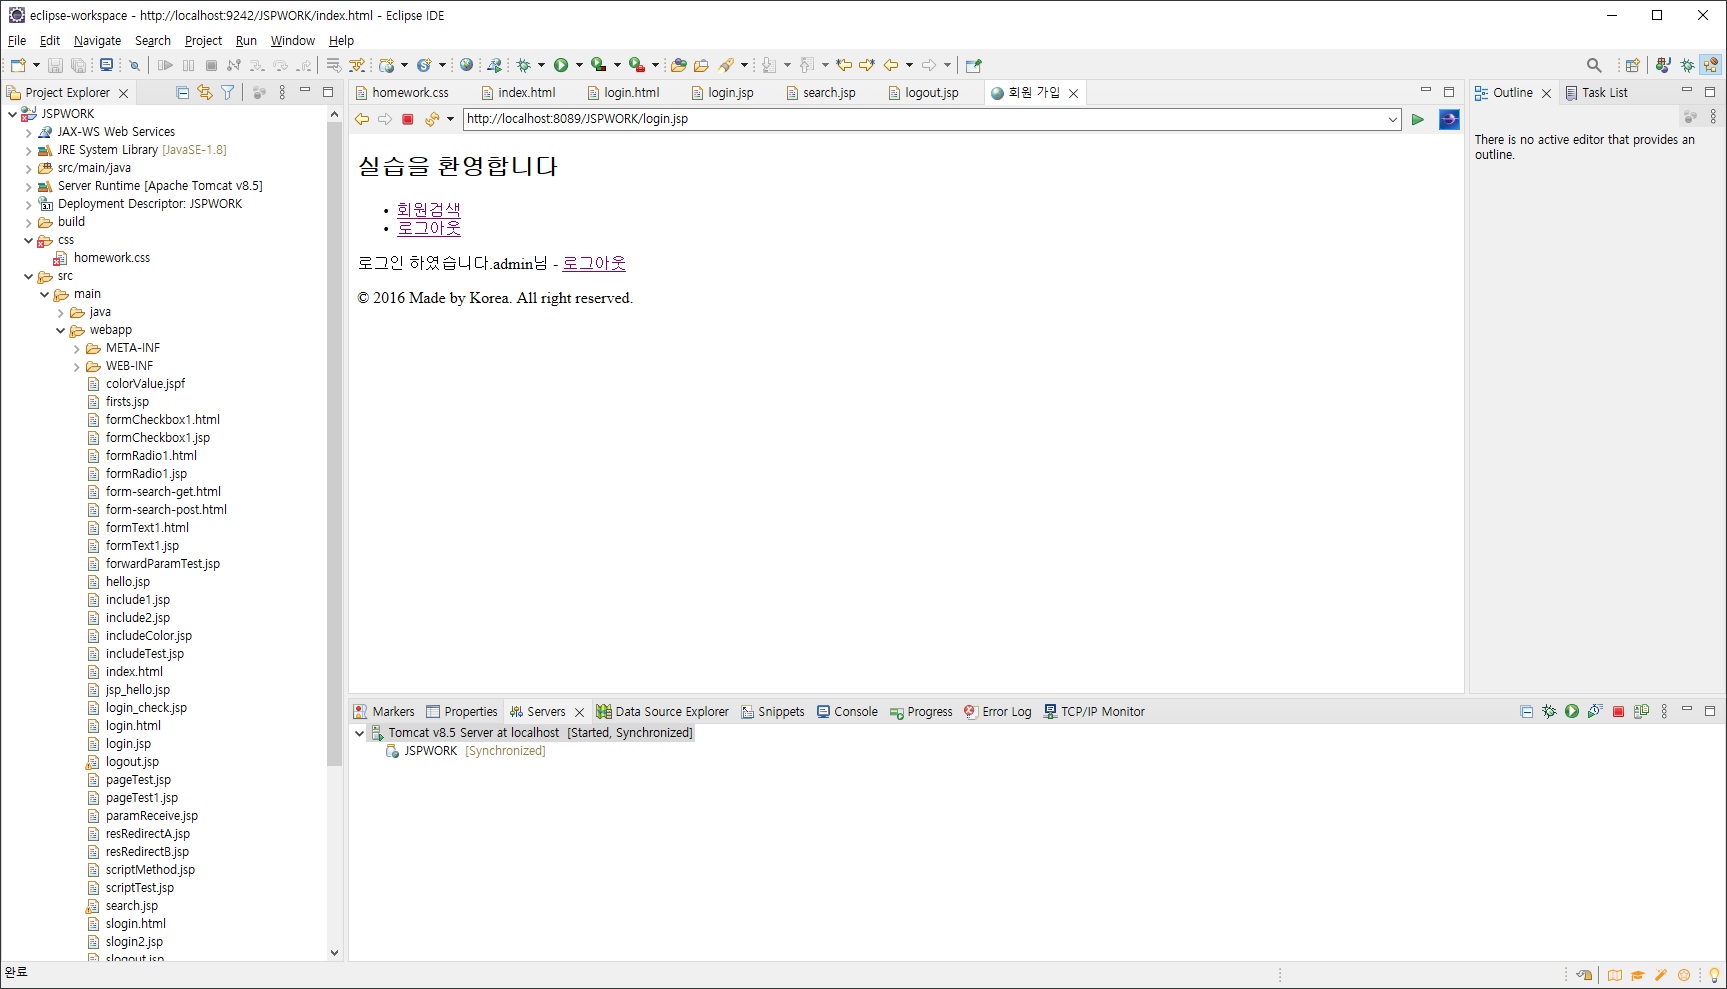 eclipse-workspace - http://localhost:9242/JSPWORK/index.html - Eclipse IDE
File Edit Navigate Search Project Run Window Help
Project Explorer
JSPWORK
JAX-WS Web Services
JRE System Library [JavaSE-1.8]
src/main/java
Server Runtime [Apache Tomcat v8.5]
Deployment Descriptor: JSPWORK
build
css
homework.css
src
main
java
webapp
META-INF
WEB-INF
colorValue.jspf
firsts.jsp
formCheckbox1.html
formCheckbox1.jsp
formRadio1.html
formRadio1.jsp
form-search-get.html
form-search-post.html
formText1.html
formText1.jsp
forwardParamTest.jsp
hello.jsp
include1.jsp
include2.jsp
includeColor.jsp
includeTest.jsp
index.html
jsp_hello.jsp
login_check.jsp
login.html
login.jsp
logout.jsp
pageTest.jsp
pageTest1.jsp
paramReceive.jsp
resRedirectA.jsp
resRedirectB.jsp
scriptMethod.jsp
scriptTest.jsp
search.jsp
slogin.html
slogin2.jsp
slogout.jsp
homework.css index.html login.html login.jsp search.jsp logout.jsp 회원 가입
http://localhost:8089/JSPWORK/login.jsp
실습을 환영합니다
• 회원검색
• 로그아웃
로그인 하였습니다.admin님 - 로그아웃
© 2016 Made by Korea. All right reserved.
Outline Task List
There is no active editor that provides an
outline.
Markers Properties Servers Data Source Explorer Snippets Console Progress Error Log TCP/IP Monitor
Tomcat v8.5 Server at localhost [Started, Synchronized]
JSPWORK [Synchronized]
완료